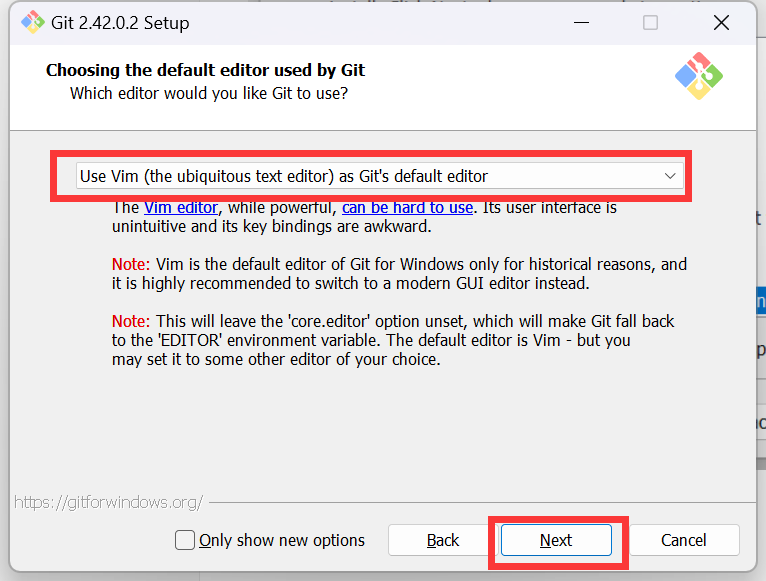 Git 2.42.0.2 Setup
Choosing the default editor used by Git
Which editor would you like Git to use?
Use Vim (the ubiquitous text editor) as Git's default editor
The Vim editor, while powerful, can be hard to use. Its user interface is
unintuitive and its key bindings are awkward.
Note: Vim is the default editor of Git for Windows only for historical reasons, and
it is highly recommended to switch to a modern GUI editor instead.
Note: This will leave the 'core.editor' option unset, which will make Git fall back
to the 'EDITOR' environment variable. The default editor is Vim - but you
may set it to some other editor of your choice.
https://gitforwindows.org/
Only show new options
Back
Next
Cancel